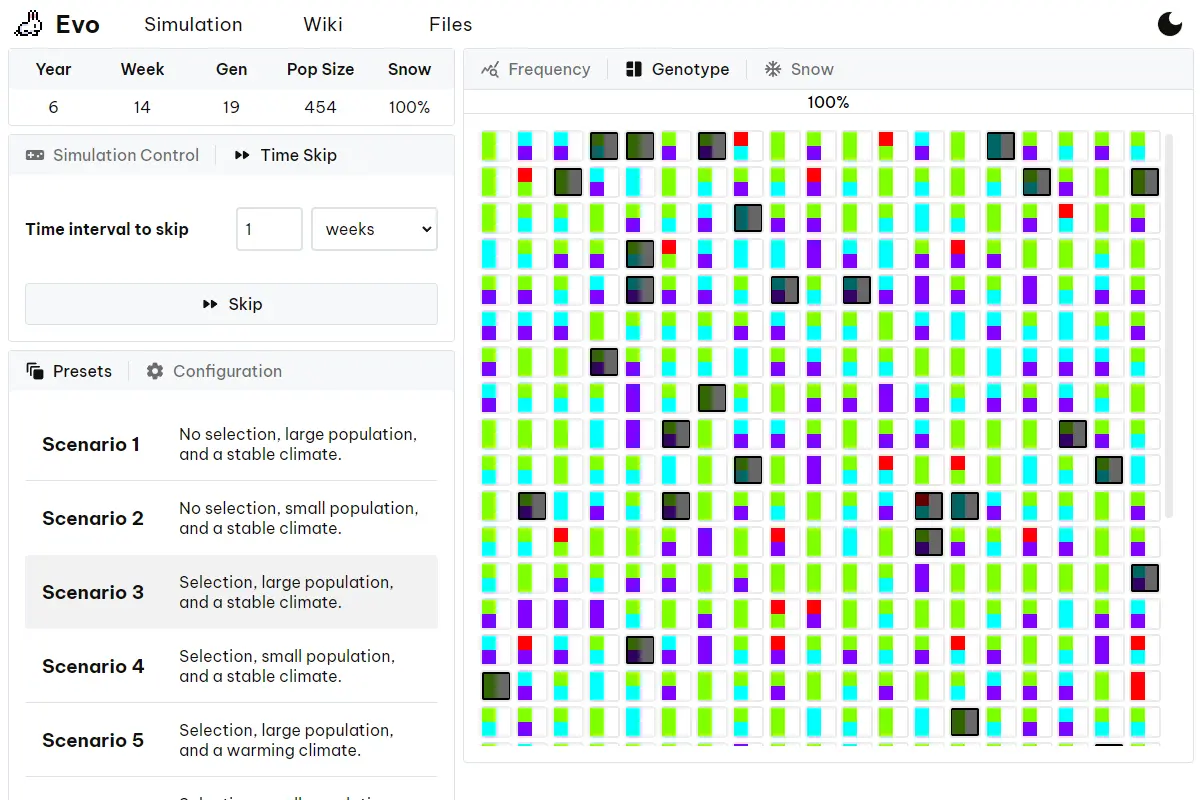 Evo Simulation Wiki Files
Year Week Gen Pop Size Snow
6 14 19 454 100%
Simulation Control Time Skip
Time interval to skip 1 weeks
Skip
Presets Configuration
Scenario 1 No selection, large population,
and a stable climate.
Scenario 2 No selection, small population,
and a stable climate.
Scenario 3 Selection, large population,
and a stable climate.
Scenario 4 Selection, small population,
and a stable climate.
Scenario 5 Selection, large population,
and a warming climate.
Frequency Genotype Snow
100%